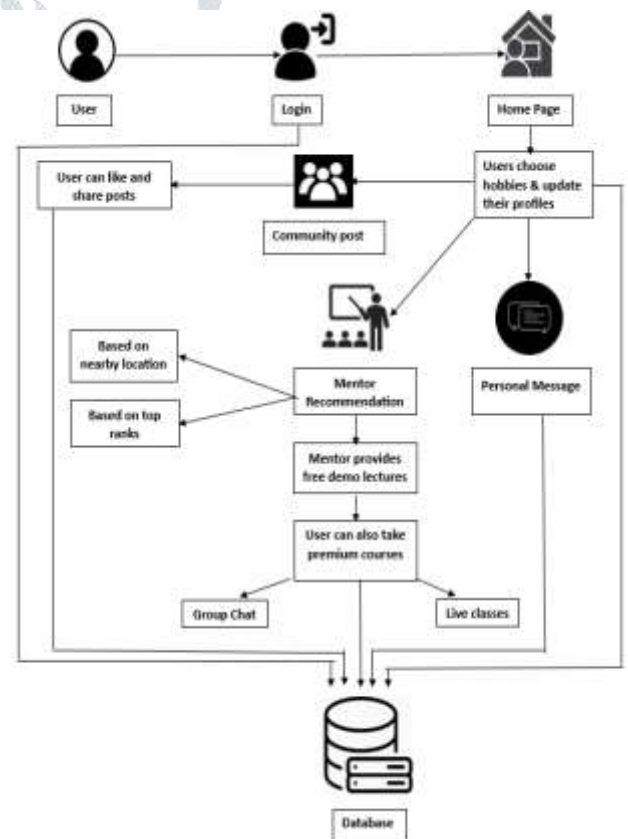 User
Login
Home Page
User can like and
share posts
Community post
Users choose
hobbies & update
their profiles
Based on
nearby location
Based on top
ranks
Mentor
Recommendation
Personal Message
Mentor provides
free demo lectures
User can also take
premium courses
Group Chat
Live classes
Database